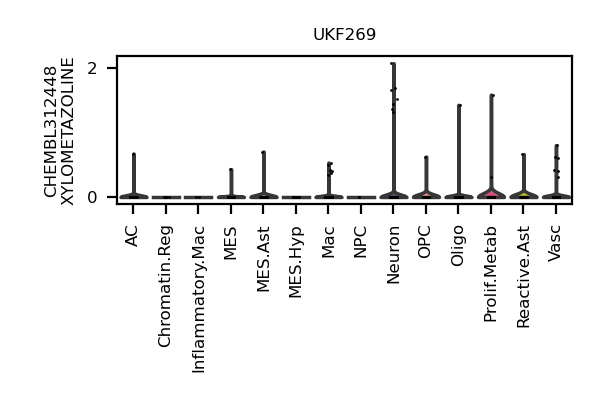 UKF269
CHEMBL312448
XYLOMETAZOLINE
2
0
AC
Chromatin.Reg
Inflammatory.Mac
MES
MES.Ast
MES.Hyp
Mac
NPC
Neuron
OPC
Oligo
Prolif.Metab
Reactive.Ast
Vasc